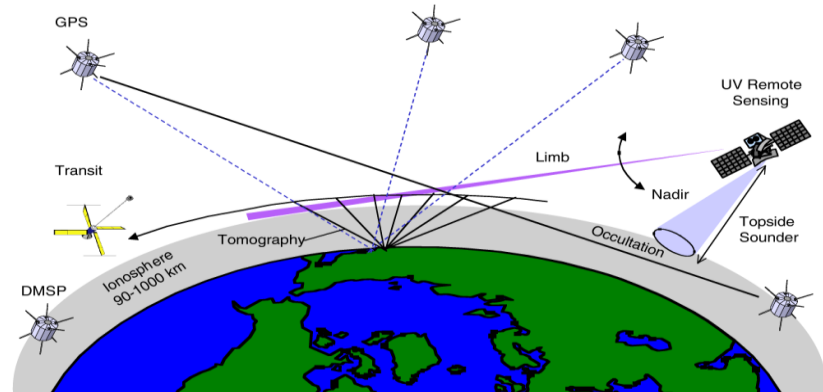 GPS
UV Remote
Sensing
Limb
Transit
Nadir
Topside
Sounder
Tomography
Occultation
Ionosphere
90-1000 km
DMSP